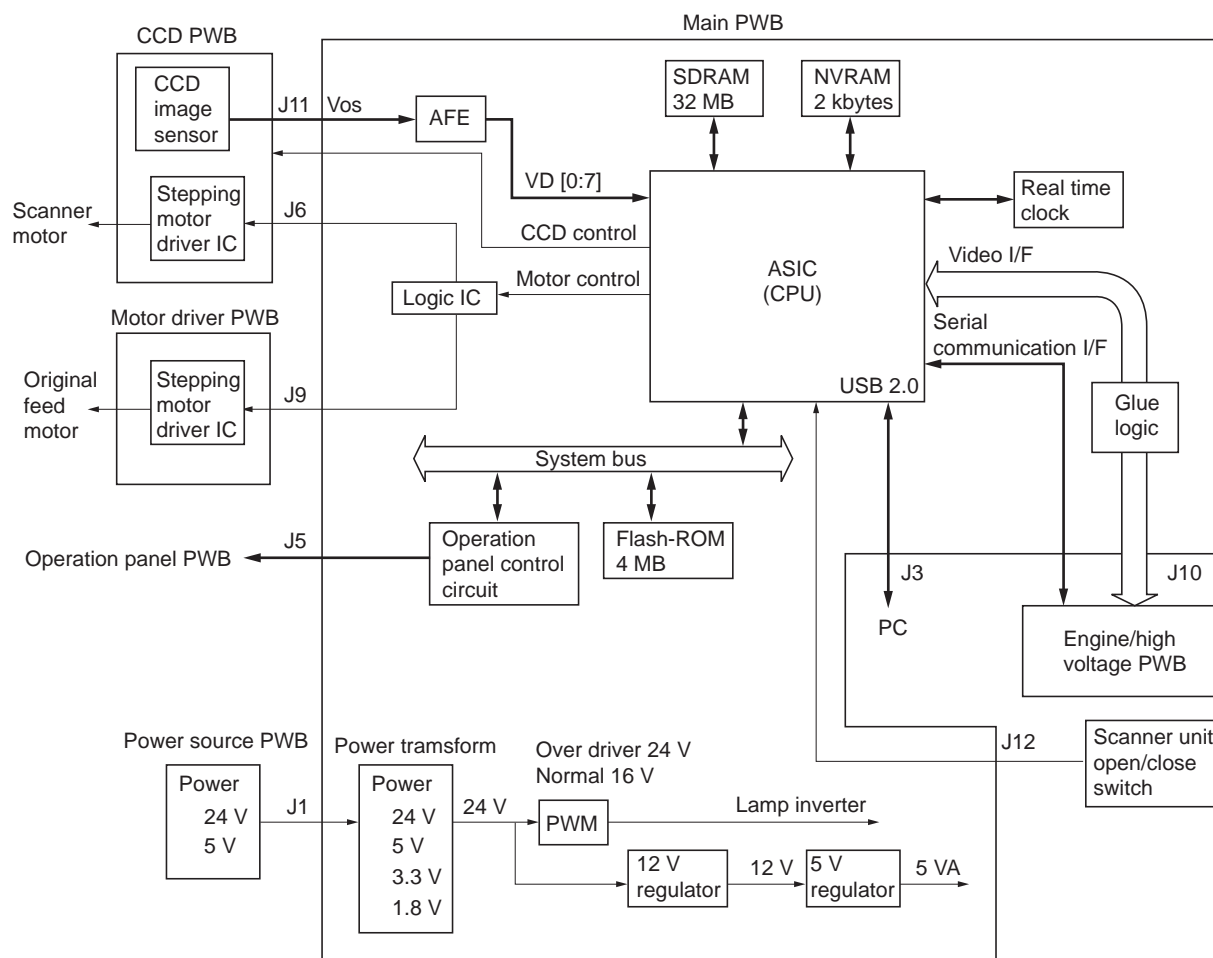 Main PWB
CCD PWB
CCD
image
sensor
J11
Vos
AFE
SDRAM
32 MB
NVRAM
2 kbytes
VD [0:7]
Real time
clock
Scanner
motor
Stepping
motor
driver IC
J6
CCD control
Motor control
Logic IC
ASIC
(CPU)
Video I/F
Serial
communication I/F
USB 2.0
Glue
logic
Motor driver PWB
Original
feed
motor
Stepping
motor
driver IC
J9
System bus
Operation panel PWB
J5
Operation
panel control
circuit
Flash-ROM
4 MB
J3
J10
PC
Engine/high
voltage PWB
J12
Scanner unit
open/close
switch
Power source PWB
Power
24 V
5 V
J1
Power tramsform
Power
24 V
5 V
3.3 V
1.8 V
24 V
Over driver 24 V
Normal 16 V
PWM
Lamp inverter
12 V
regulator
12 V
5 V
regulator
5 VA